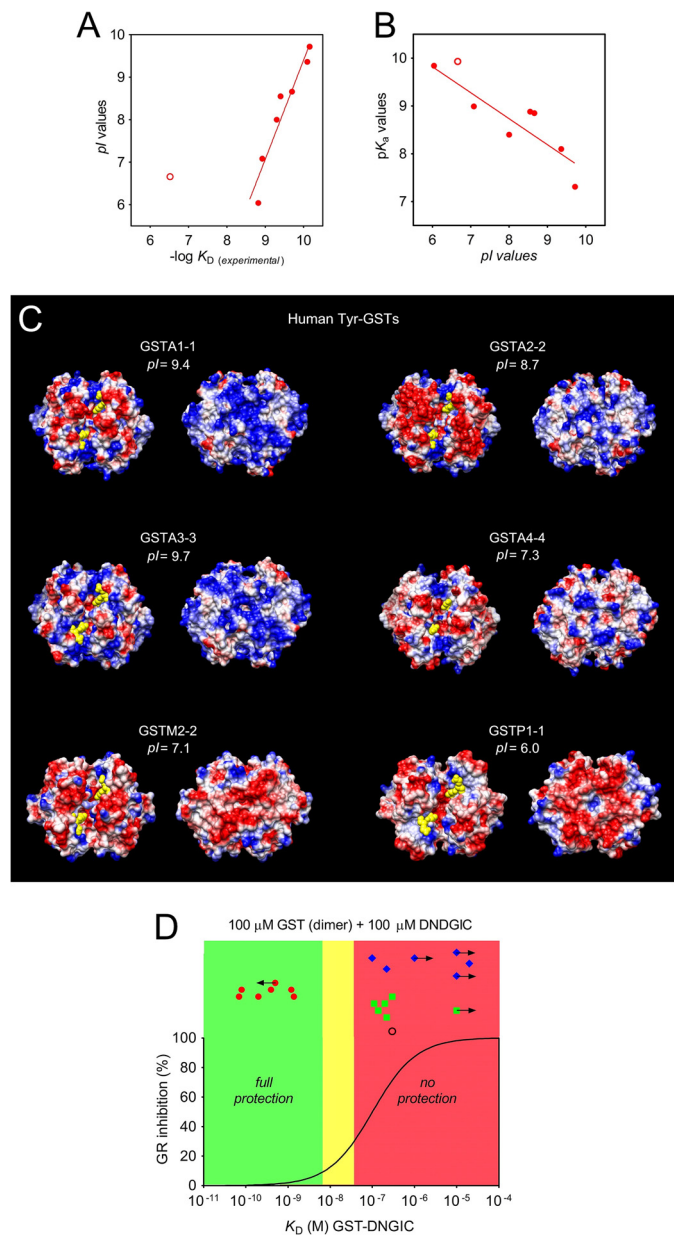 A
B
10
9
8
7
6
pI values
6 7 8 9 10
-log KD (experimental)
10
9
8
7
pKa values
6 7 8 9 10
pI values
C
Human Tyr-GSTs
GSTA1-1
pI = 9.4
GSTA2-2
pI = 8.7
GSTA3-3
pI = 9.7
GSTA4-4
pI = 7.3
GSTM2-2
pI = 7.1
GSTP1-1
pI = 6.0
D
100 μM GST (dimer) + 100 μM DNDGIC
100
80
60
40
20
0
GR inhibition (%)
full
protection
no
protection
10-11 10-10 10-9 10-8 10-7 10-6 10-5 10-4
KD (M) GST-DNGIC